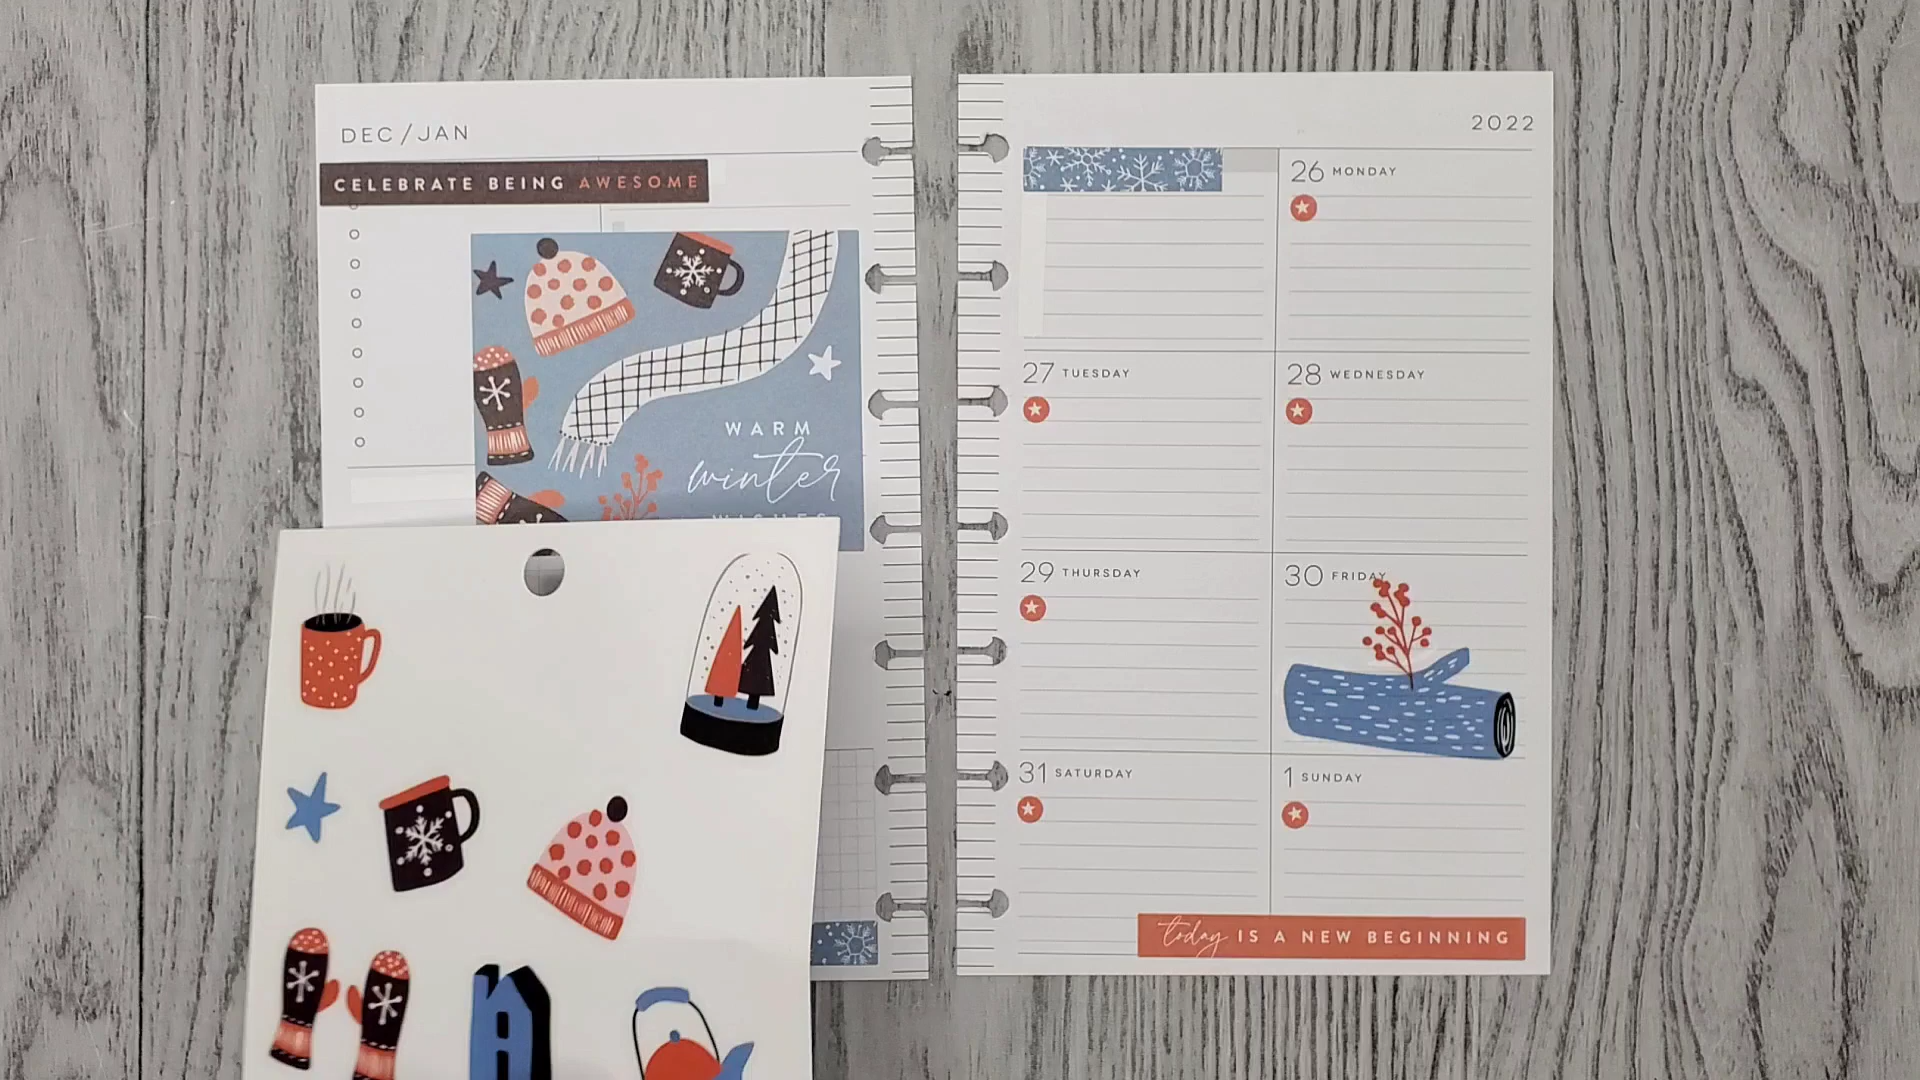 DEC/JAN
CELEBRATE BEING AWESOME
WARM
winter
WISHES
2022
26 MONDAY
27 TUESDAY
28 WEDNESDAY
29 THURSDAY
30 FRIDAY
31 SATURDAY
1 SUNDAY
today IS A NEW BEGINNING